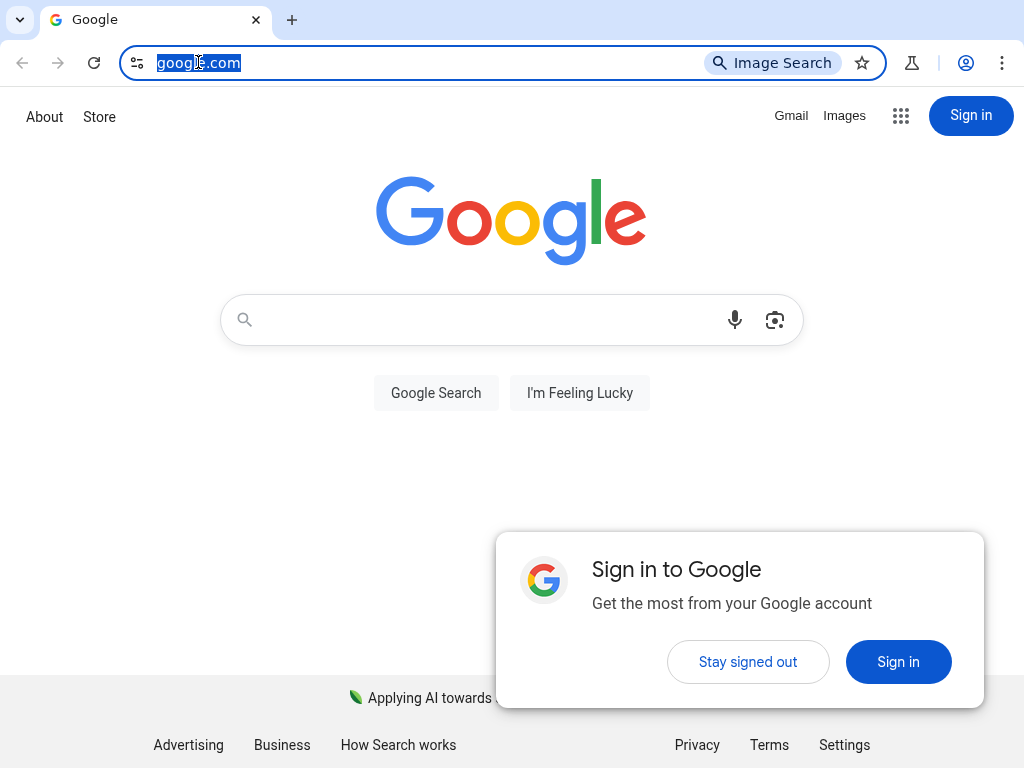 Google
google.com
Image Search
About
Store
Gmail
Images
Sign in
Google
Google Search
I'm Feeling Lucky
Sign in to Google
Get the most from your Google account
Stay signed out
Sign in
Applying AI towards
Advertising
Business
How Search works
Privacy
Terms
Settings